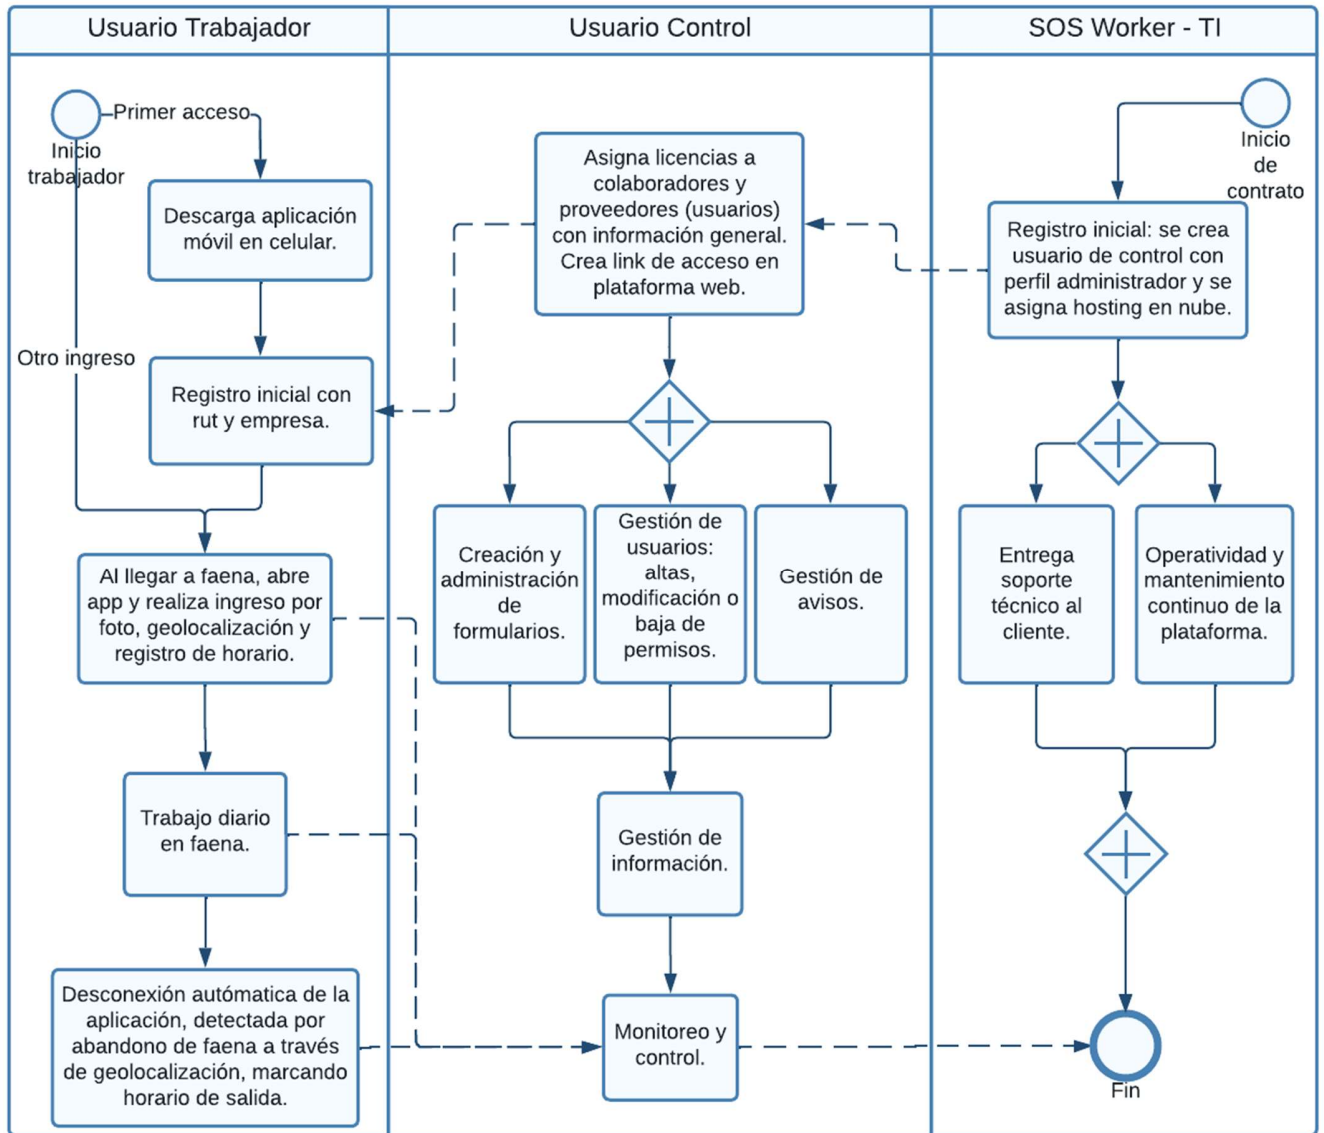 Usuario Trabajador
Usuario Control
SOS Worker - TI
Primer acceso
Inicio
trabajador
Descarga aplicación
móvil en celular.
Otro ingreso
Registro inicial con
rut y empresa.
Al llegar a faena, abre
app y realiza ingreso por
foto, geolocalización y
registro de horario.
Trabajo diario
en faena.
Desconexión autómatica de la
aplicación, detectada por
abandono de faena a través
de geolocalización, marcando
horario de salida.
Asigna licencias a
colaboradores y
proveedores (usuarios)
con información general.
Crea link de acceso en
plataforma web.
Creación y
administración
de
formularios.
Gestión de
usuarios:
altas,
modificación o
baja de
permisos.
Gestión de
avisos.
Gestión de
información.
Monitoreo y
control.
Inicio
de
contrato
Registro inicial: se crea
usuario de control con
perfil administrador y se
asigna hosting en nube.
Entrega
soporte
técnico al
cliente.
Operatividad y
mantenimiento
continuo de la
plataforma.
Fin